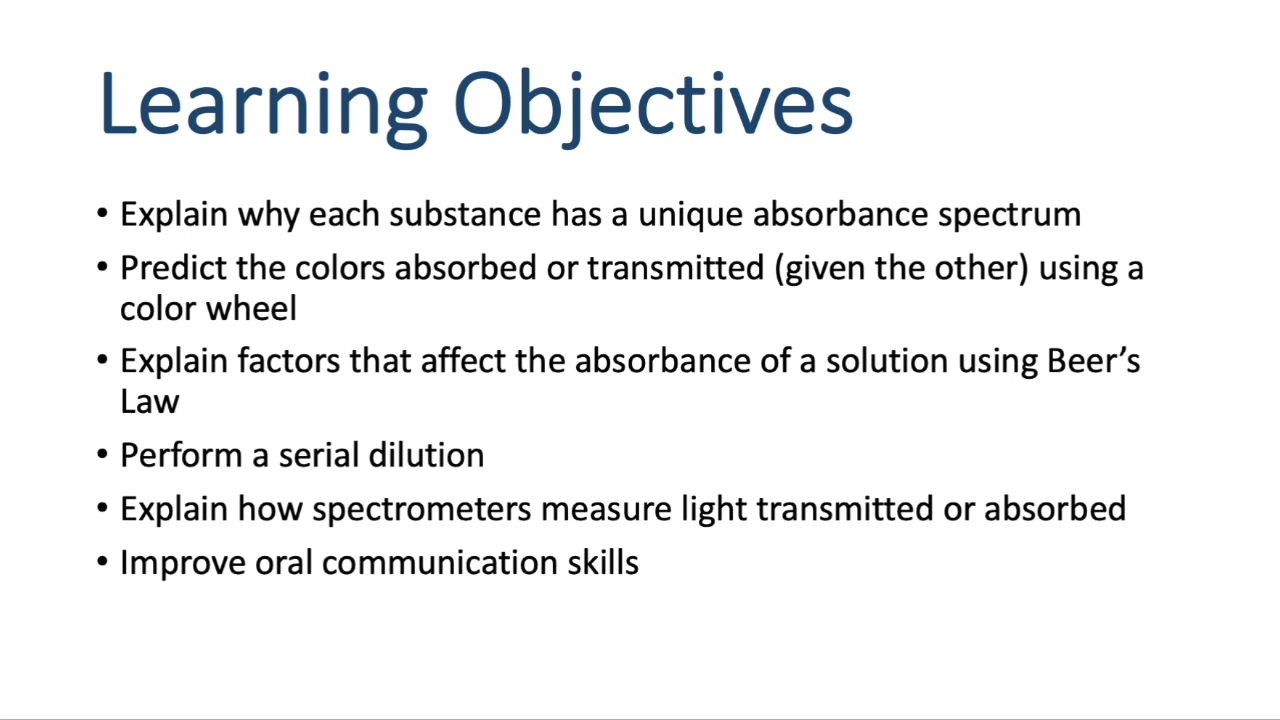 Learning Objectives
• Explain why each substance has a unique absorbance spectrum
• Predict the colors absorbed or transmitted (given the other) using a
color wheel
• Explain factors that affect the absorbance of a solution using Beer’s
Law
• Perform a serial dilution
• Explain how spectrometers measure light transmitted or absorbed
• Improve oral communication skills